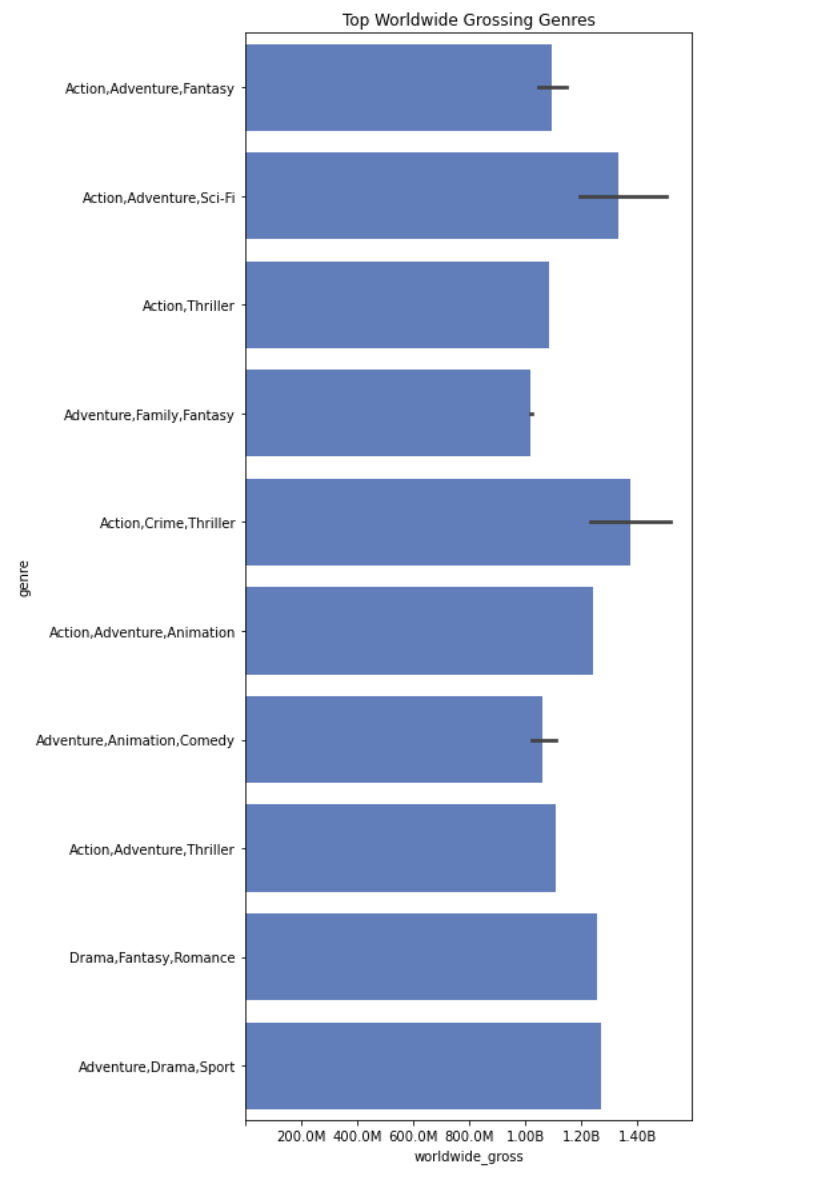 Top Worldwide Grossing Genres
Action,Adventure,Fantasy
Action,Adventure,Sci-Fi
Action,Thriller
Adventure,Family,Fantasy
Action,Crime,Thriller
genre
Action,Adventure,Animation
Adventure,Animation,Comedy
Action,Adventure,Thriller
Drama,Fantasy,Romance
Adventure,Drama,Sport
200.0M 400.0M 600.0M 800.0M 1.00B 1.20B 1.40B
worldwide_gross